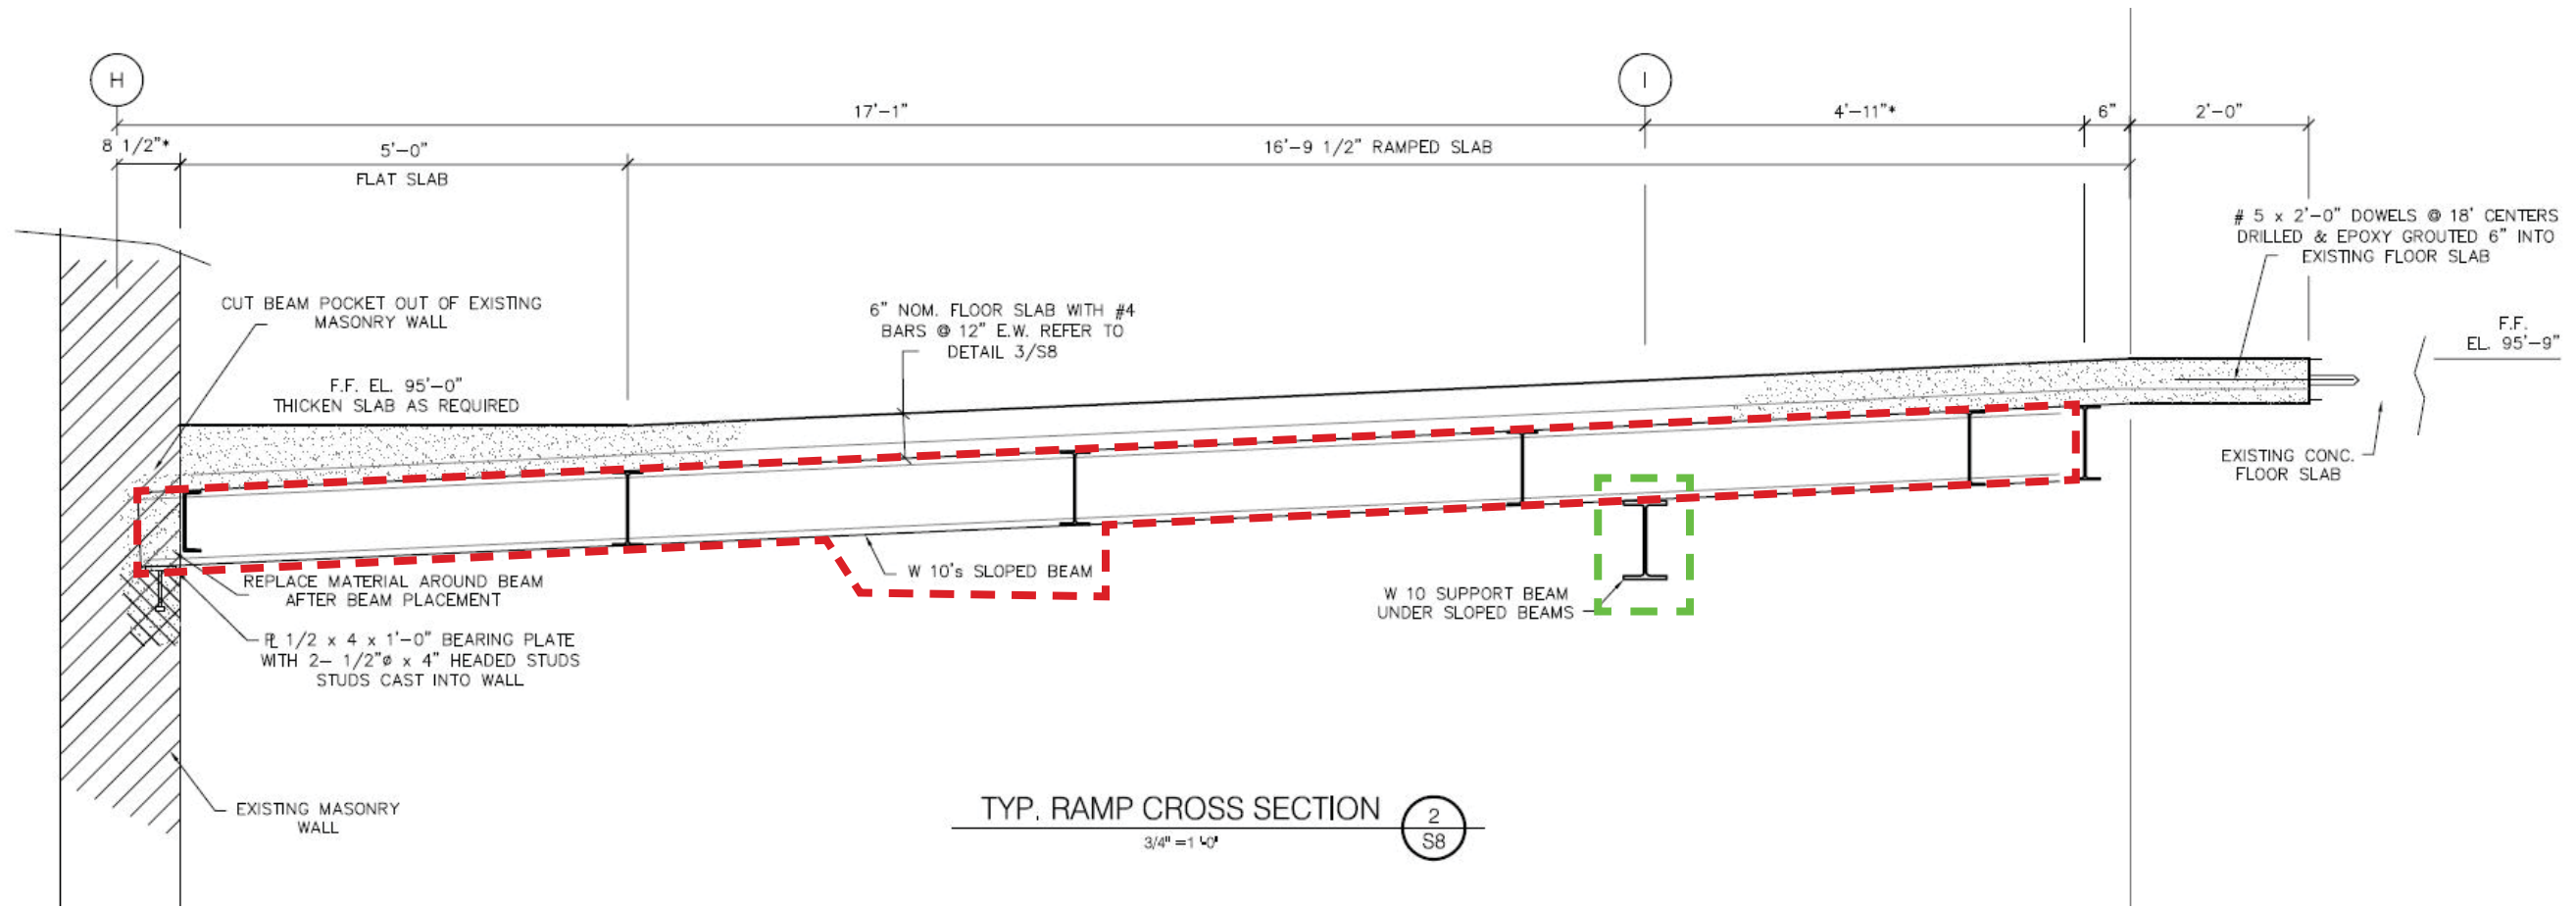 H
I
17'-1"
4'-11"*
6"
2'-0"
8 1/2"*
5'-0"
16'-9 1/2" RAMPED SLAB
FLAT SLAB
# 5 x 2'-0" DOWELS @ 18' CENTERS
DRILLED & EPOXY GROUTED 6" INTO
EXISTING FLOOR SLAB
CUT BEAM POCKET OUT OF EXISTING
MASONRY WALL
6" NOM. FLOOR SLAB WITH #4
BARS @ 12" E.W. REFER TO
DETAIL 3/S8
F.F.
EL. 95'-9"
F.F. EL. 95'-0"
THICKEN SLAB AS REQUIRED
EXISTING CONC.
FLOOR SLAB
W 10's SLOPED BEAM
REPLACE MATERIAL AROUND BEAM
AFTER BEAM PLACEMENT
W 10 SUPPORT BEAM
UNDER SLOPED BEAMS
PL 1/2 x 4 x 1'-0" BEARING PLATE
WITH 2- 1/2"ø x 4" HEADED STUDS
STUDS CAST INTO WALL
EXISTING MASONRY
WALL
TYP. RAMP CROSS SECTION
3/4" =1 '-0"
2
S8